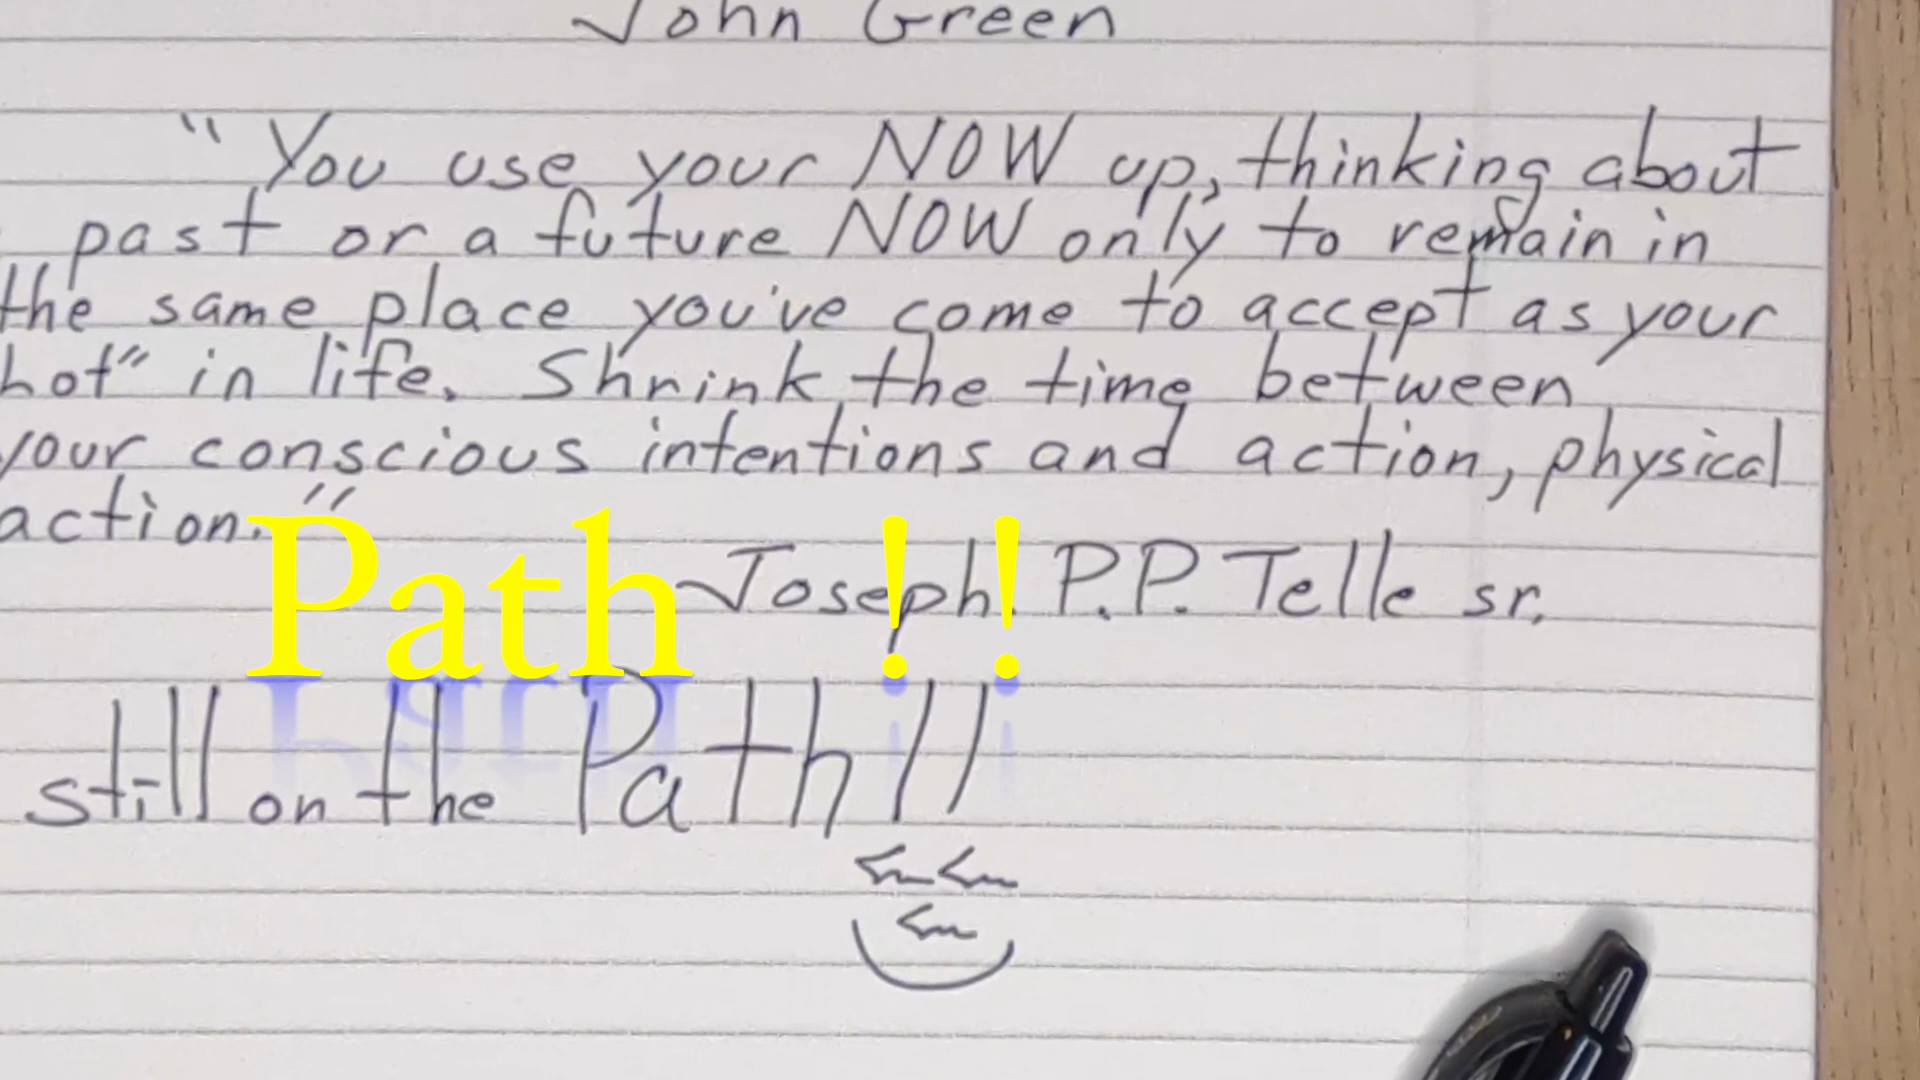 John Green
"You use your NOW up, thinking about
past or a future NOW only to remain in
the same place you've come to accept as your
hot" in life. Shrink the time between
your conscious intentions and action, physical
action."
Path !!
Joseph P.P. Telle sr.
still on the Path!!